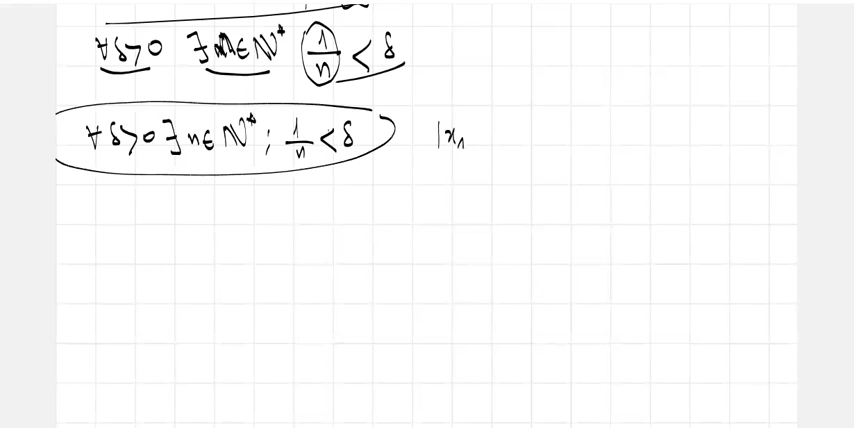 ∀δ>0 ∃n∈ℕ* 1/n < δ
∀δ>0 ∃n∈ℕ* ; 1/n < δ |x₁